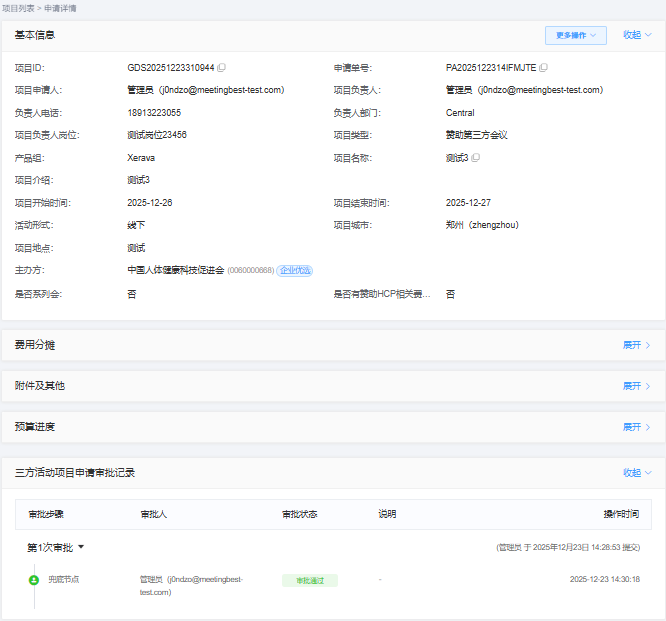 项目列表 > 申请详情
基本信息 更多操作 收起
项目ID: GDS20251223310944 申请单号: PA2025122314IFMJTE
项目申请人: 管理员（j0ndzo@meetingbest-test.com） 项目负责人: 管理员（j0ndzo@meetingbest-test.com）
负责人电话: 18913223055 负责人部门: Central
项目负责人岗位: 测试岗位23456 项目类型: 赞助第三方会议
产品组: Xerava 项目名称: 测试3
项目介绍: 测试3
项目开始时间: 2025-12-26 项目结束时间: 2025-12-27
活动形式: 线下 项目城市: 郑州（zhengzhou）
项目地点: 测试
主办方: 中国人体健康科技促进会 (0060000668) 企业优选
是否系列会: 否 是否有赞助HCP相关费... 否
费用分摊 展开
附件及其他 展开
预算进度 展开
三方活动项目申请审批记录 收起
审批步骤 审批人 审批状态 说明 操作时间
第1次审批 (管理员 于 2025年12月23日 14:28:53 提交)
兜底节点 管理员（j0ndzo@meetingbest- 审批通过 - 2025-12-23 14:30:18
test.com）